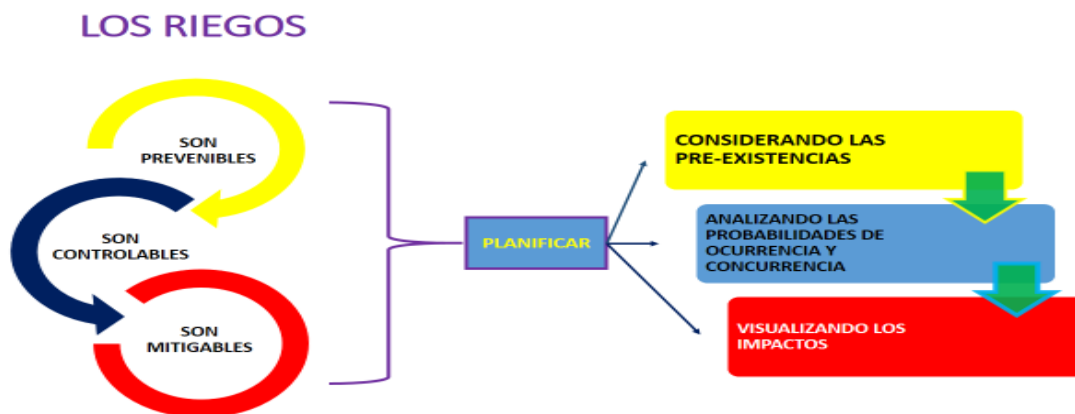 LOS RIEGOS
SON
PREVENIBLES
SON
CONTROLABLES
SON
MITIGABLES
PLANIFICAR
CONSIDERANDO LAS
PRE-EXISTENCIAS
ANALIZANDO LAS
PROBABILIDADES DE
OCURRENCIA Y
CONCURRENCIA
VISUALIZANDO LOS
IMPACTOS